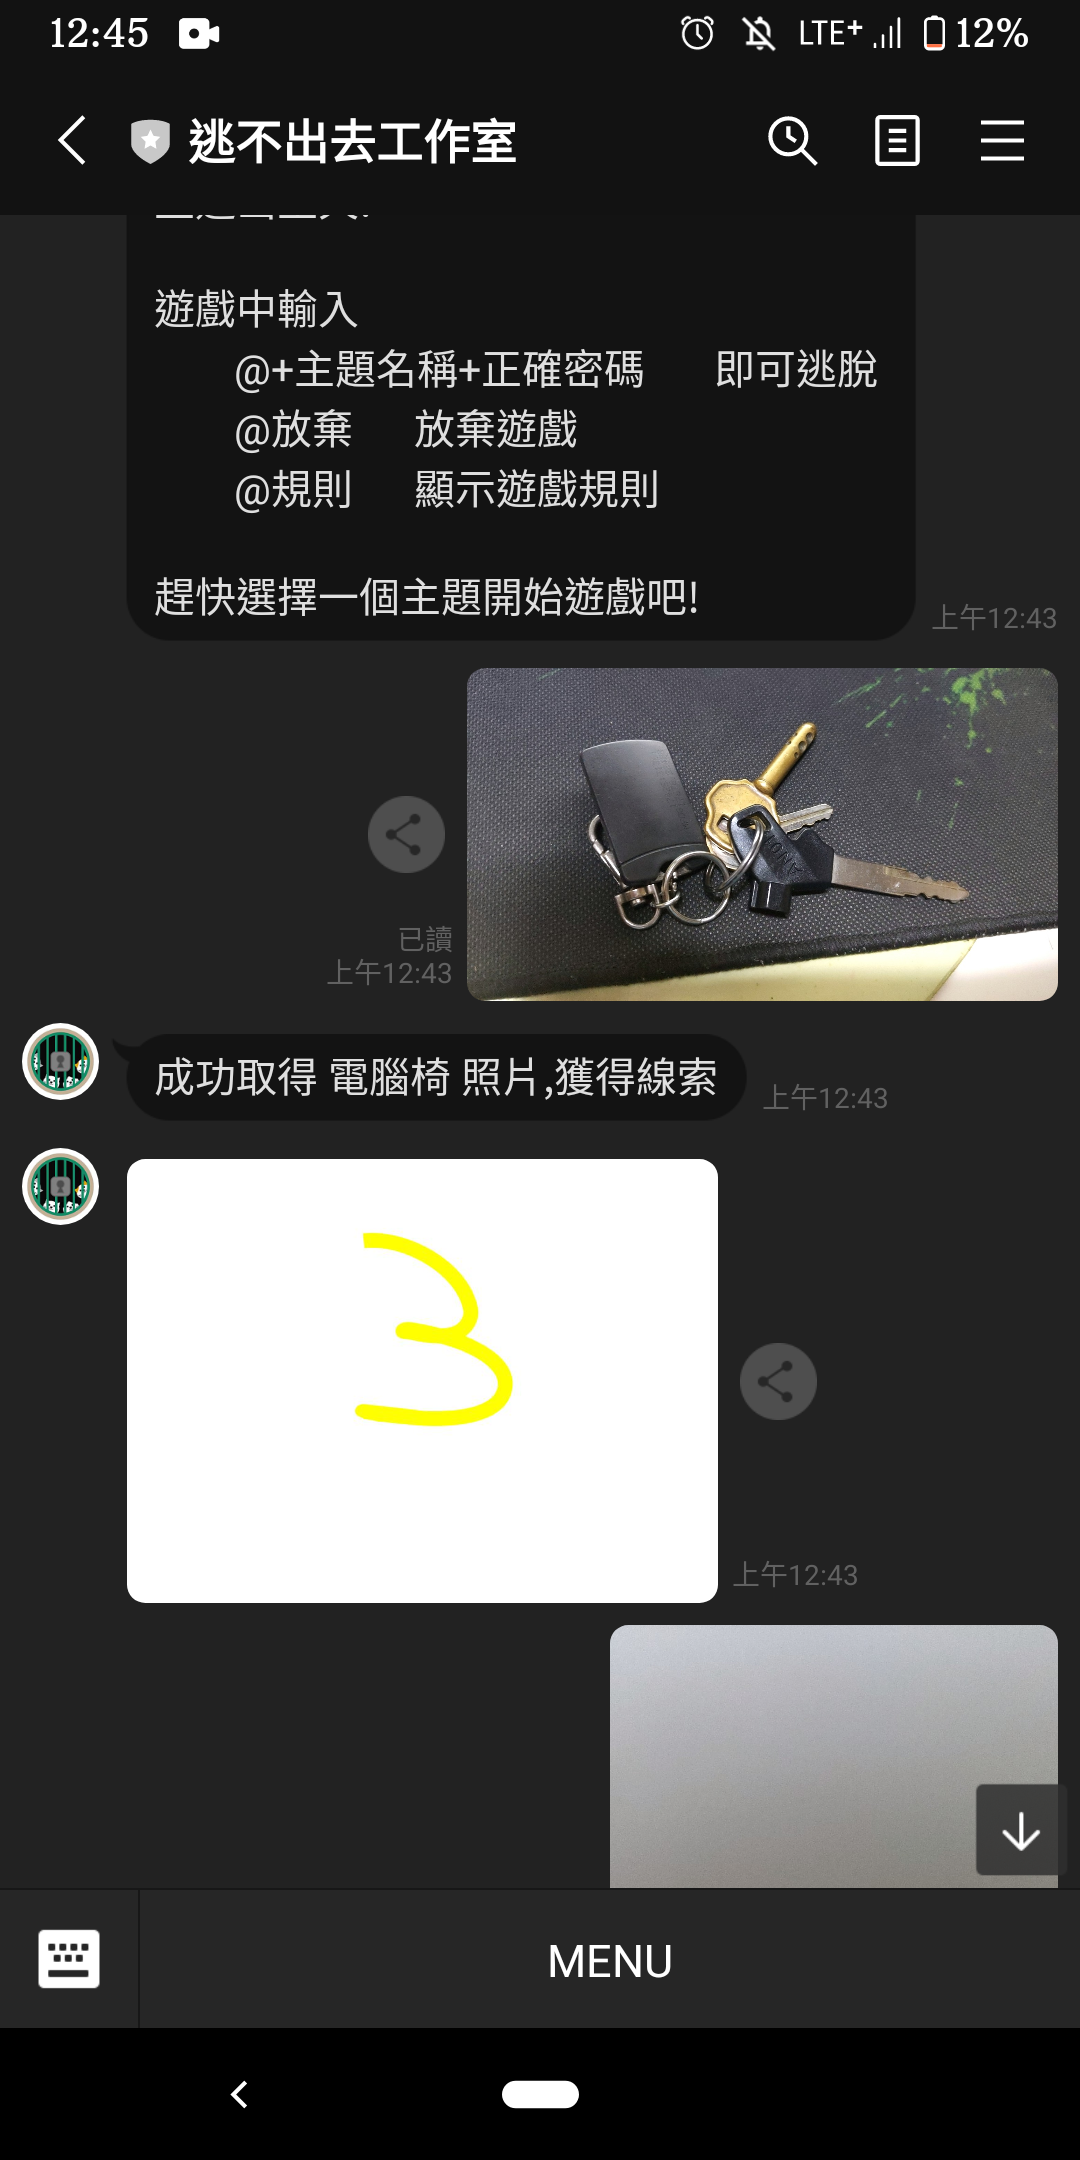 12:45 LTE+ 12%
逃不出去工作室
遊戲中輸入
@+主題名稱+正確密碼 即可逃脫
@放棄 放棄遊戲
@規則 顯示遊戲規則
趕快選擇一個主題開始遊戲吧!
上午12:43
已讀
上午12:43
成功取得 電腦椅 照片,獲得線索
上午12:43
3
上午12:43
MENU